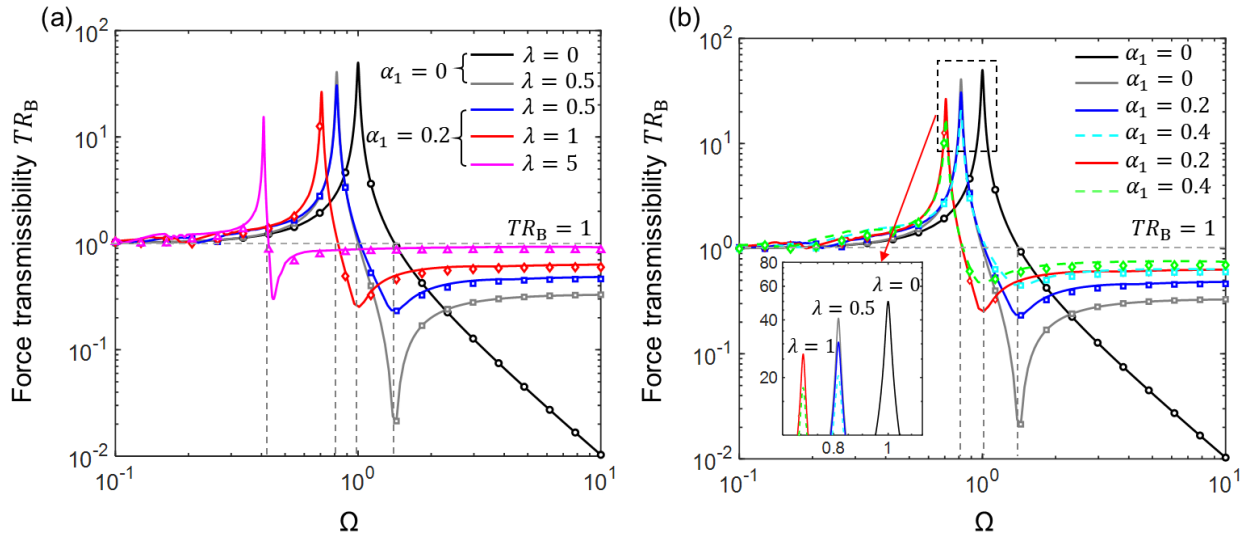 (a)
Force transmissibility TR_B
10^2
10^1
10^0
10^-1
10^-2
10^-1
10^0
10^1
Ω
α_1 = 0
λ = 0
λ = 0.5
α_1 = 0.2
λ = 0.5
λ = 1
λ = 5
TR_B = 1
(b)
Force transmissibility TR_B
10^2
10^1
10^0
10^-1
10^-2
10^-1
10^0
10^1
Ω
α_1 = 0
α_1 = 0
α_1 = 0.2
α_1 = 0.4
α_1 = 0.2
α_1 = 0.4
TR_B = 1
80
60
40
20
0.8
1
λ = 0
λ = 0.5
λ = 1